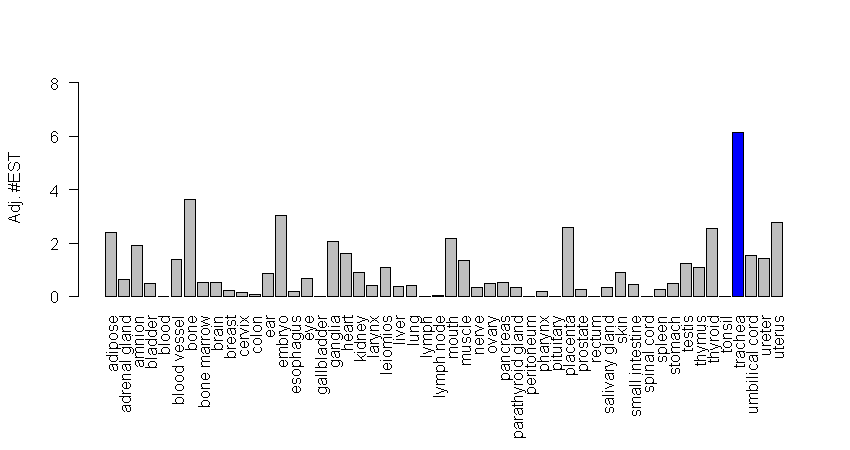 Adj. #EST
8
6
4
2
0
adipose
adrenal gland
amnion
bladder
blood
blood vessel
bone
bone marrow
brain
breast
cervix
colon
ear
embryo
esophagus
eye
gallbladder
ganglia
heart
kidney
larynx
leiomios
liver
lung
lymph
lymph node
mouth
muscle
nerve
ovary
pancreas
parathyroid gland
peritoneum
pharynx
pituitary
placenta
prostate
rectum
salivary gland
skin
small intestine
spinal cord
spleen
stomach
testis
thymus
thyroid
tonsil
trachea
umbilical cord
ureter
uterus